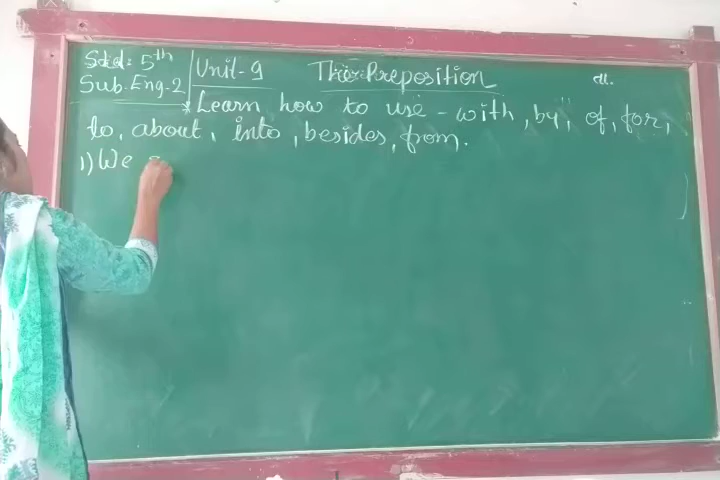 Std: 5th
Sub. Eng-2
Unit-9 The Preposition dt.
* Learn how to use - with, by, of, for,
to, about, into, besides, from.
1) We